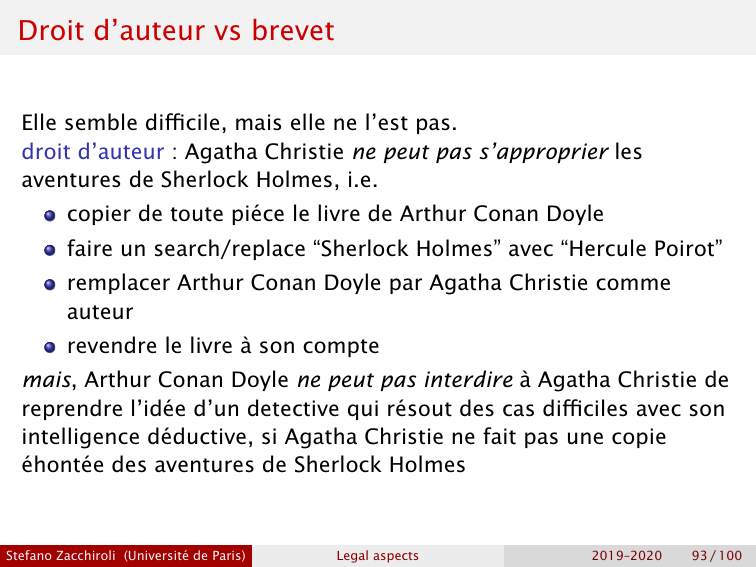 Droit d’auteur vs brevet
Elle semble difficile, mais elle ne l’est pas.
droit d’auteur : Agatha Christie ne peut pas s’approprier les
aventures de Sherlock Holmes, i.e.
copier de toute piéce le livre de Arthur Conan Doyle
faire un search/replace “Sherlock Holmes” avec “Hercule Poirot”
remplacer Arthur Conan Doyle par Agatha Christie comme
auteur
revendre le livre à son compte
mais, Arthur Conan Doyle ne peut pas interdire à Agatha Christie de
reprendre l’idée d’un detective qui résout des cas difficiles avec son
intelligence déductive, si Agatha Christie ne fait pas une copie
éhontée des aventures de Sherlock Holmes
Stefano Zacchiroli (Université de Paris) Legal aspects 2019–2020 93 / 100